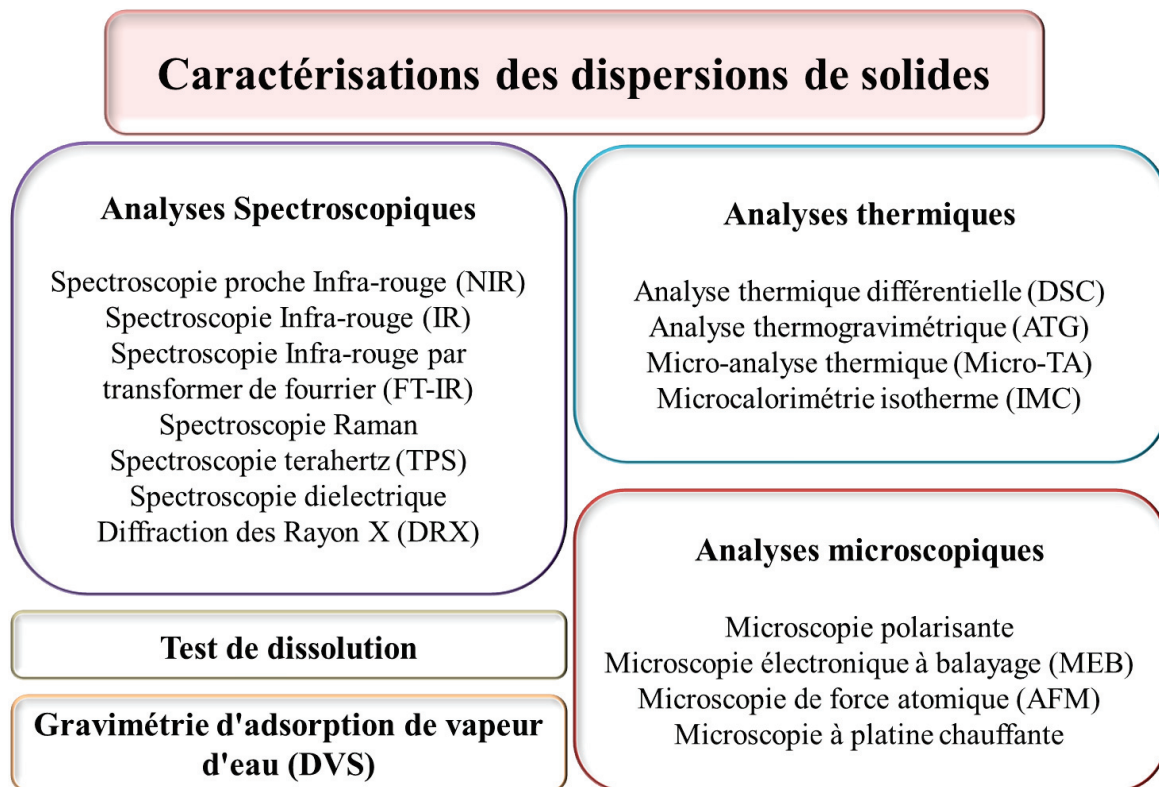 Caractérisations des dispersions de solides
Analyses Spectroscopiques
Spectroscopie proche Infra-rouge (NIR)
Spectroscopie Infra-rouge (IR)
Spectroscopie Infra-rouge par
transformer de fourrier (FT-IR)
Spectroscopie Raman
Spectroscopie terahertz (TPS)
Spectroscopie dielectrique
Diffraction des Rayon X (DRX)
Test de dissolution
Gravimétrie d'adsorption de vapeur
d'eau (DVS)
Analyses thermiques
Analyse thermique différentielle (DSC)
Analyse thermogravimétrique (ATG)
Micro-analyse thermique (Micro-TA)
Microcalorimétrie isotherme (IMC)
Analyses microscopiques
Microscopie polarisante
Microscopie électronique à balayage (MEB)
Microscopie de force atomique (AFM)
Microscopie à platine chauffante